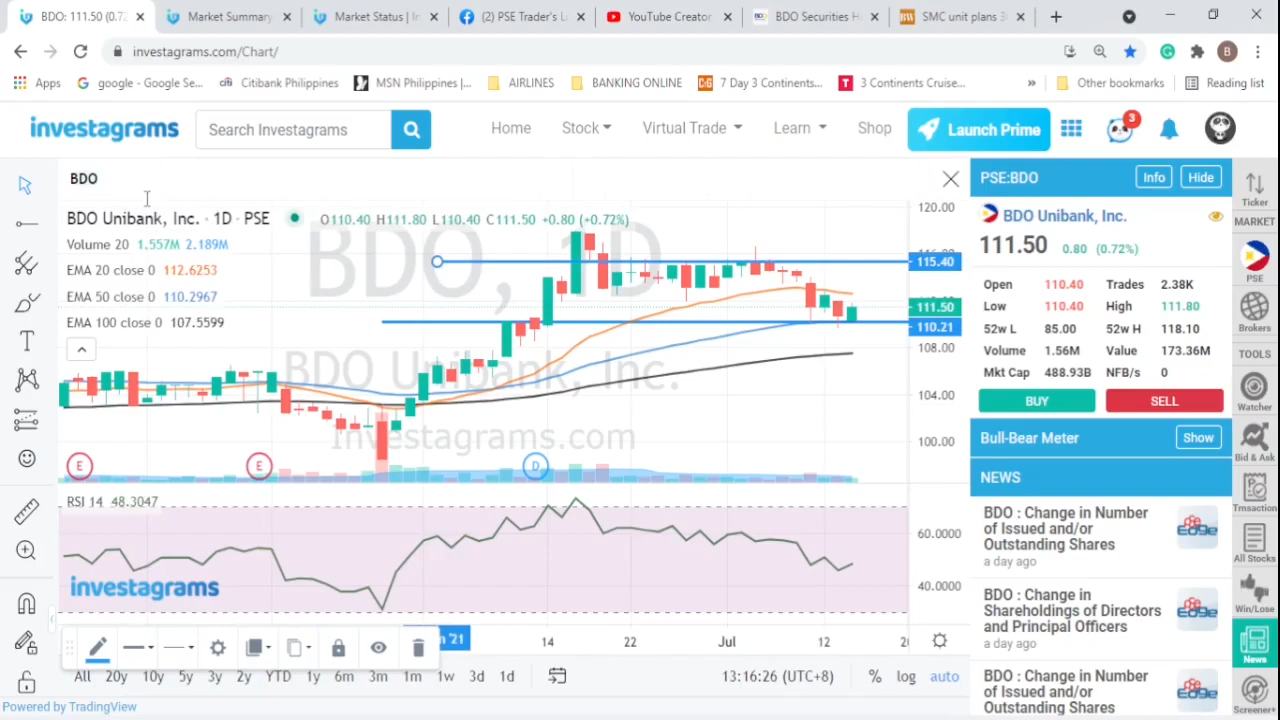 BDO: 111.50 (0.72
Market Summary
Market Status | In
(2) PSE Trader's L
YouTube Creator
BDO Securities H
SMC unit plans 3
investagrams.com/Chart/
B
Apps
google - Google Se...
Citibank Philippines
MSN Philippines |...
AIRLINES
BANKING ONLINE
7 Day 3 Continents...
3 Continents Cruise...
»
Other bookmarks
Reading list
investagrams
Search Investagrams
Home
Stock
Virtual Trade
Learn
Shop
Launch Prime
3
BDO
BDO Unibank, Inc. · 1D · PSE
O110.40 H111.80 L110.40 C111.50 +0.80 (+0.72%)
Volume 20 1.557M 2.189M
EMA 20 close 0 112.6253
EMA 50 close 0 110.2967
EMA 100 close 0 107.5599
BDO, 1D
BDO Unibank, Inc.
Investagrams.com
120.00
115.40
111.50
110.21
108.00
104.00
100.00
E
E
D
RSI 14 48.3047
60.0000
40.0000
investagrams
'21
14
22
Jul
12
All
20y
10y
5y
3y
2y
YTD
1y
6m
3m
1m
1w
3d
1d
13:16:26 (UTC+8)
%
log
auto
Powered by TradingView
PSE:BDO
Info
Hide
BDO Unibank, Inc.
111.50 0.80 (0.72%)
Open 110.40 Trades 2.38K
Low 110.40 High 111.80
52w L 85.00 52w H 118.10
Volume 1.56M Value 173.36M
Mkt Cap 488.93B NFB/s 0
BUY
SELL
Bull-Bear Meter
Show
NEWS
BDO : Change in Number
of Issued and/or
Outstanding Shares
a day ago
EDGE
BDO : Change in
Shareholdings of Directors
and Principal Officers
a day ago
EDGE
BDO : Change in Number
of Issued and/or
Outstanding Shares
Ticker
MARKET
PSE
Brokers
TOOLS
Watcher
Bid & Ask
Trnsaction
All Stocks
Win/Lose
News
Screener+